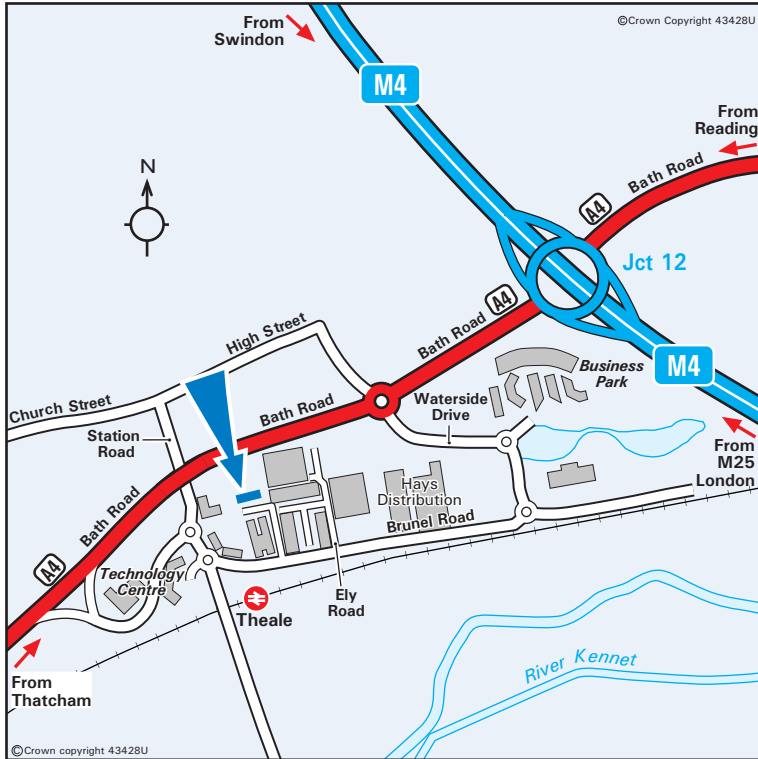 From
Swindon
©Crown Copyright 43428U
M4
From
Reading
Bath Road
N
A4
Jct 12
A4
Bath Road
High Street
M4
Business
Park
Church Street
Bath Road
Waterside
Drive
Station
Road
From
M25
London
Hays
Distribution
Bath Road
Brunel Road
A4
Technology
Centre
Theale
Ely
Road
River Kennet
From
Thatcham
©Crown copyright 43428U